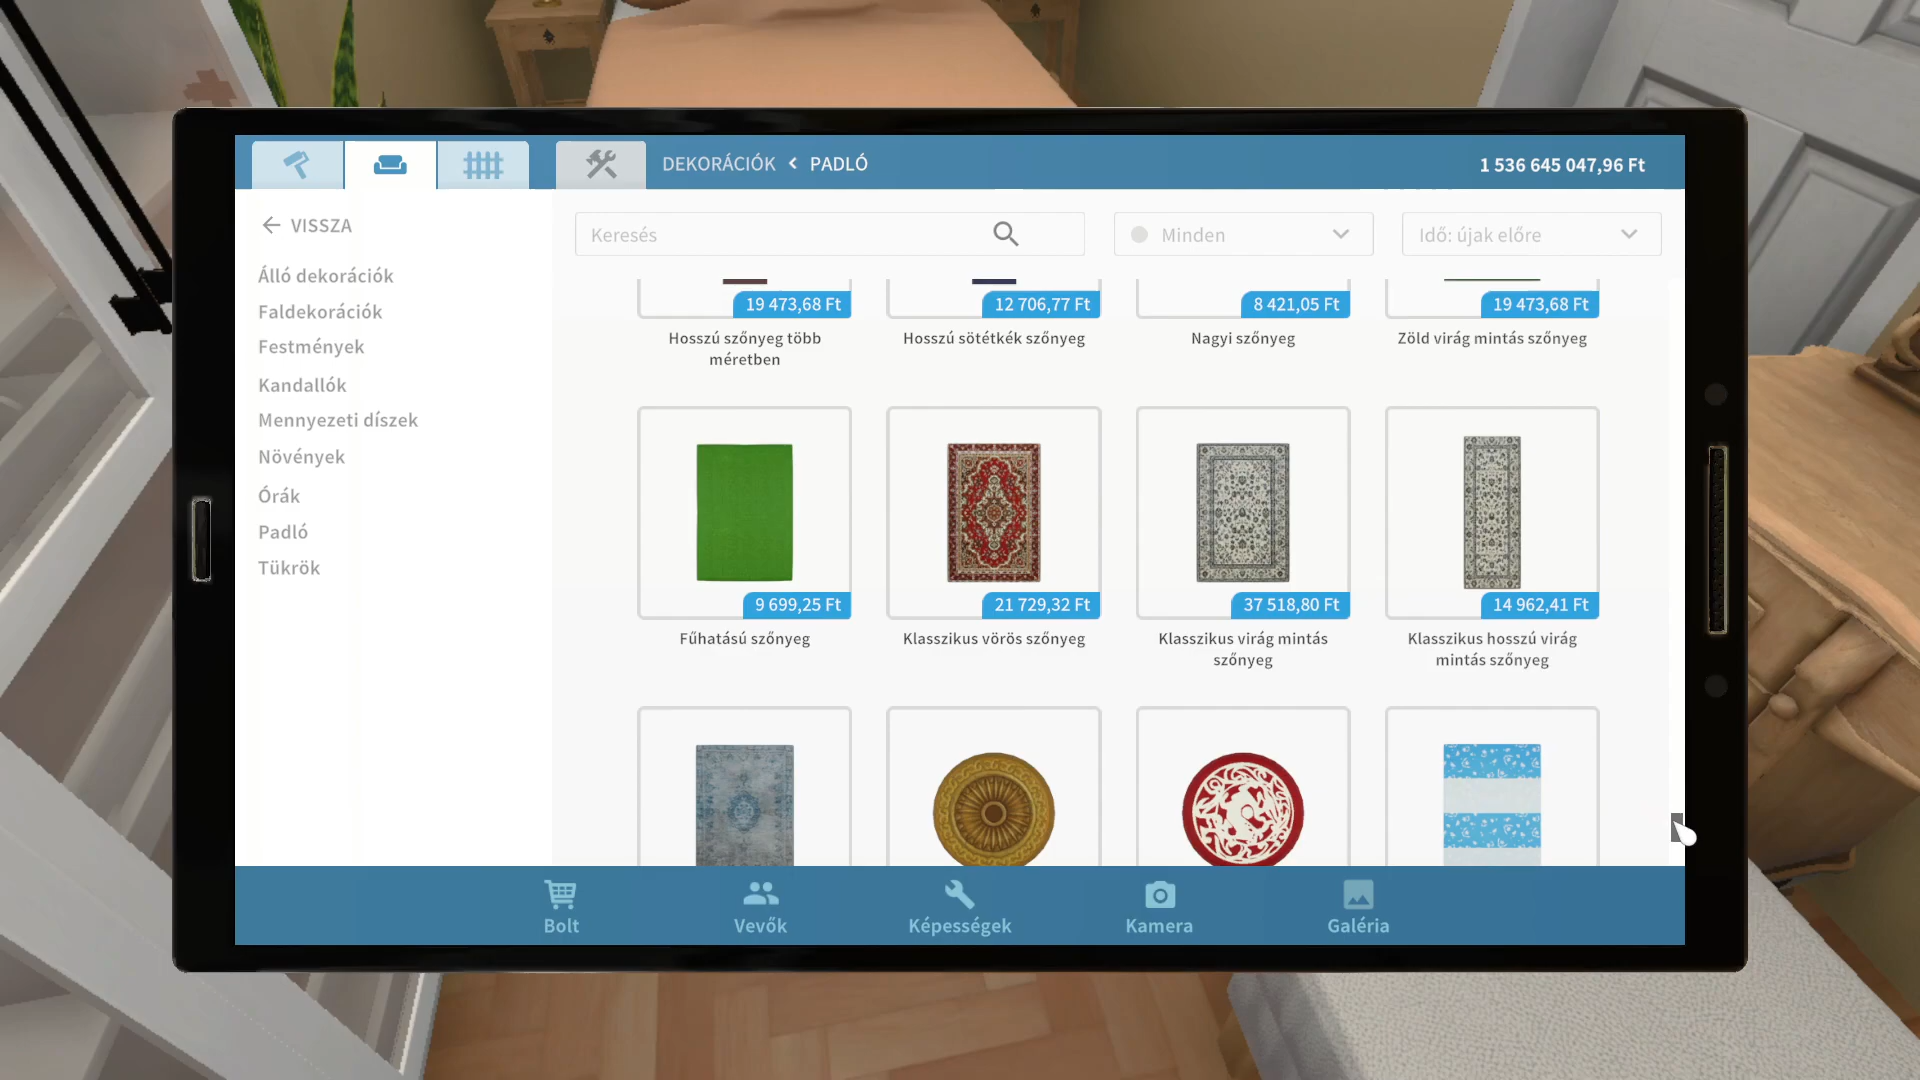 DEKORÁCIÓK < PADLÓ
1 536 645 047,96 Ft
VISSZA
Álló dekorációk
Faldekorációk
Festmények
Kandallók
Mennyezeti díszek
Növények
Órák
Padló
Tükrök
Keresés
Minden
Idő: újak előre
19 473,68 Ft
12 706,77 Ft
8 421,05 Ft
19 473,68 Ft
Hosszú szőnyeg több
méretben
Hosszú sötétkék szőnyeg
Nagyi szőnyeg
Zöld virág mintás szőnyeg
9 699,25 Ft
21 729,32 Ft
37 518,80 Ft
14 962,41 Ft
Fűhatású szőnyeg
Klasszikus vörös szőnyeg
Klasszikus virág mintás
szőnyeg
Klasszikus hosszú virág
mintás szőnyeg
Bolt
Vevők
Képességek
Kamera
Galéria